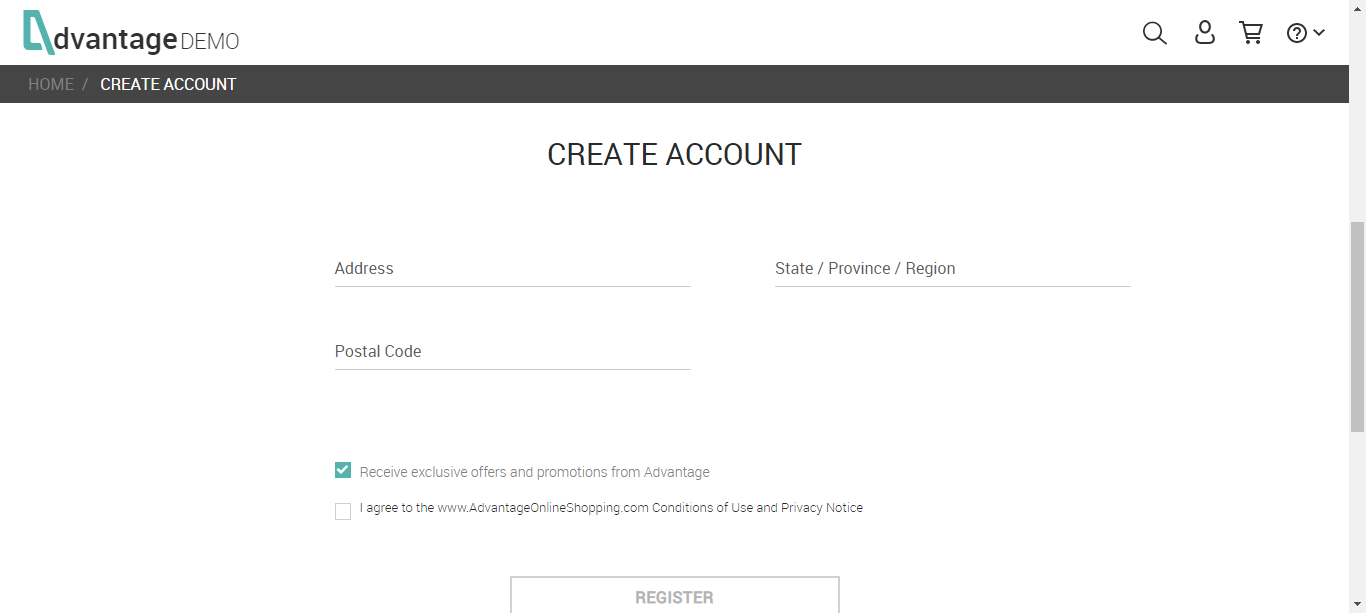 dvantage DEMO
HOME / CREATE ACCOUNT
CREATE ACCOUNT
Address
State / Province / Region
Postal Code
Receive exclusive offers and promotions from Advantage
I agree to the www.AdvantageOnlineShopping.com Conditions of Use and Privacy Notice
REGISTER